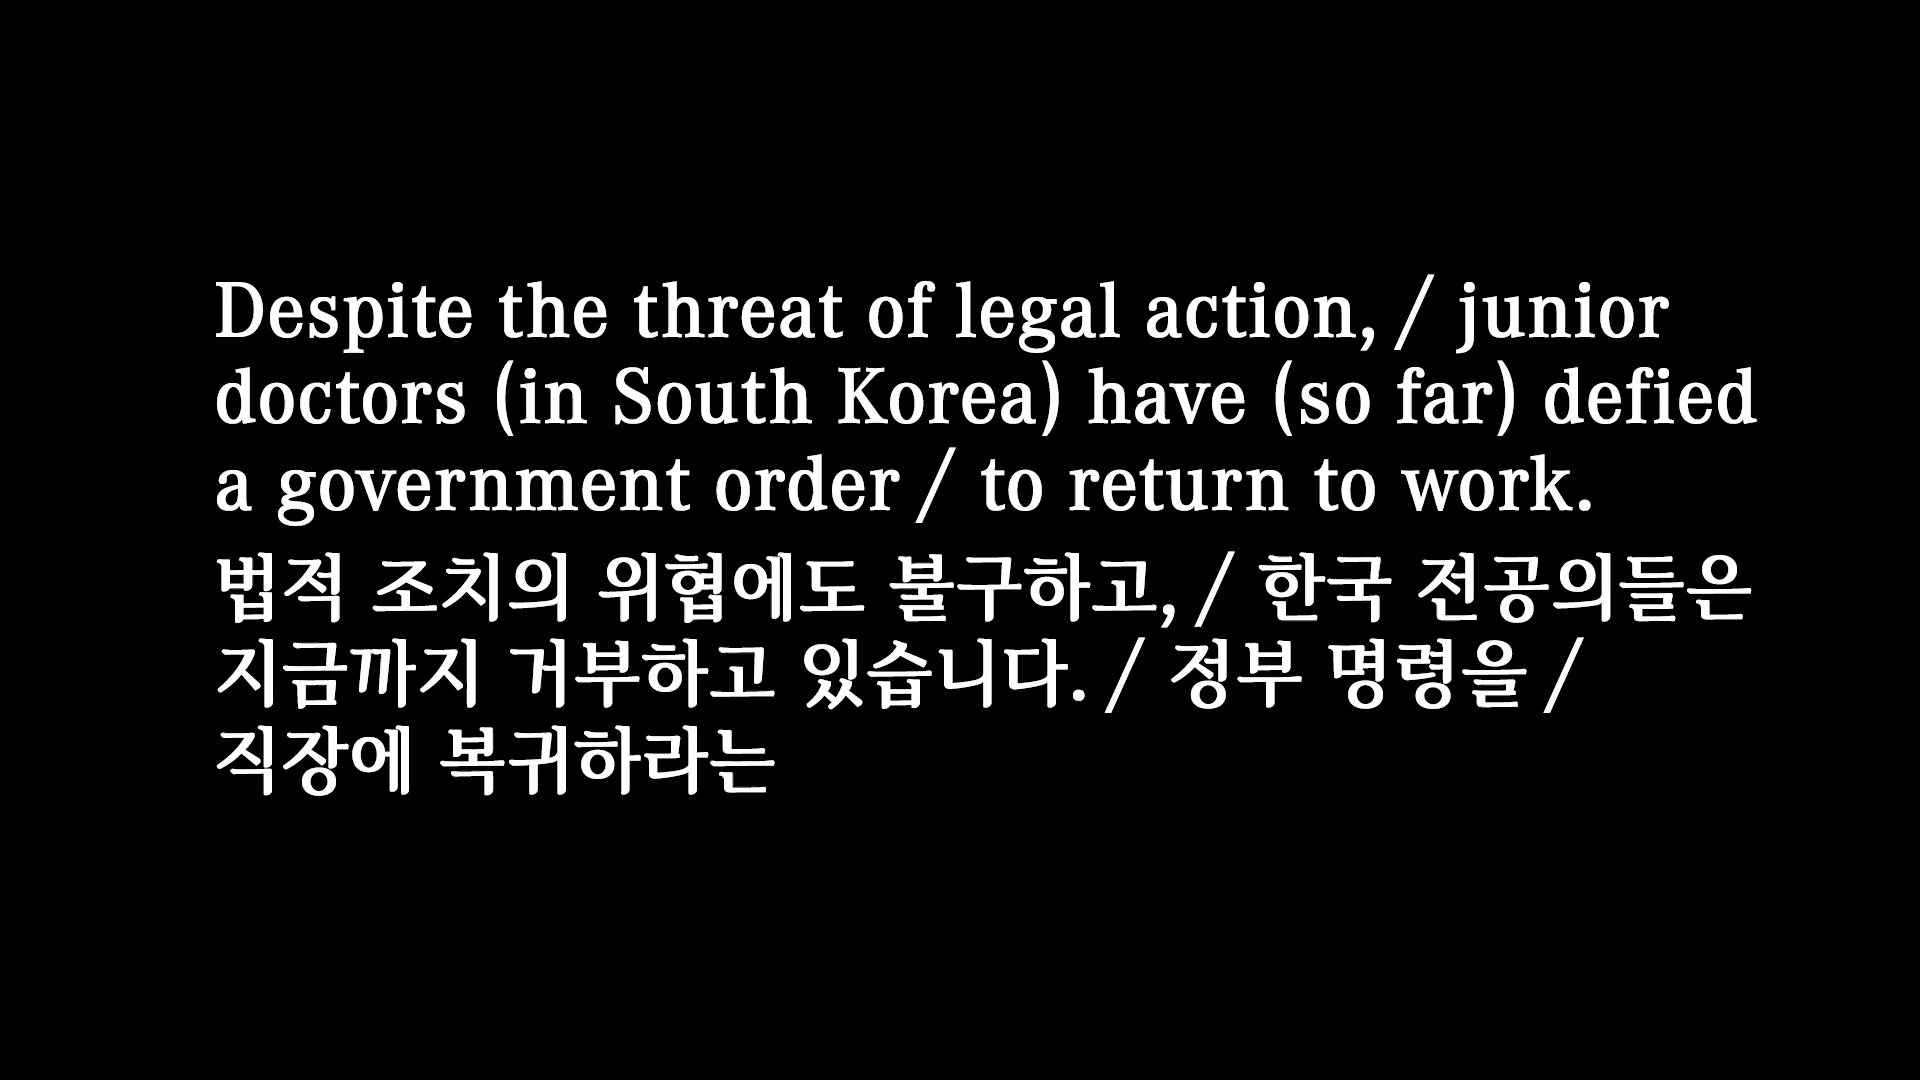 Despite the threat of legal action, / junior
doctors (in South Korea) have (so far) defied
a government order / to return to work.
법적 조치의 위협에도 불구하고, / 한국 전공의들은
지금까지 거부하고 있습니다. / 정부 명령을 /
직장에 복귀하라는